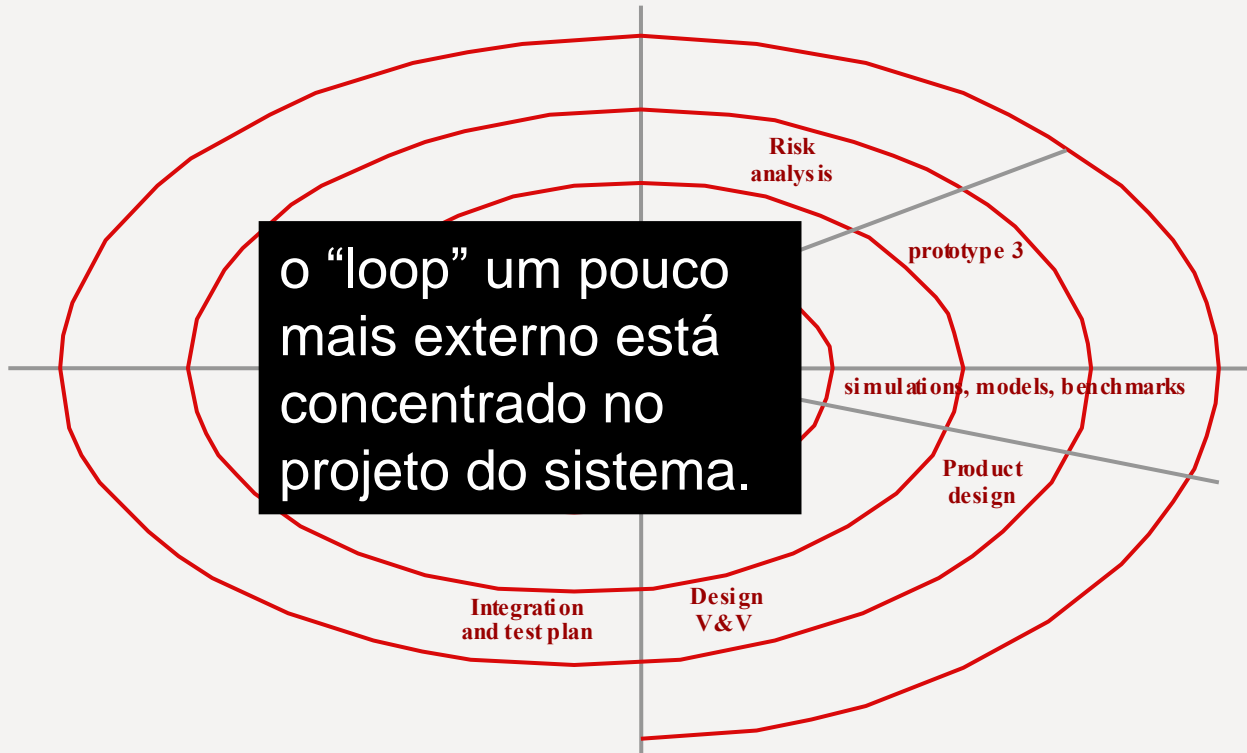 Risk
analysis
o “loop” um pouco
mais externo está
concentrado no
projeto do sistema.
prototype 3
simulations, models, benchmarks
Product
design
Integration
and test plan
Design
V&V